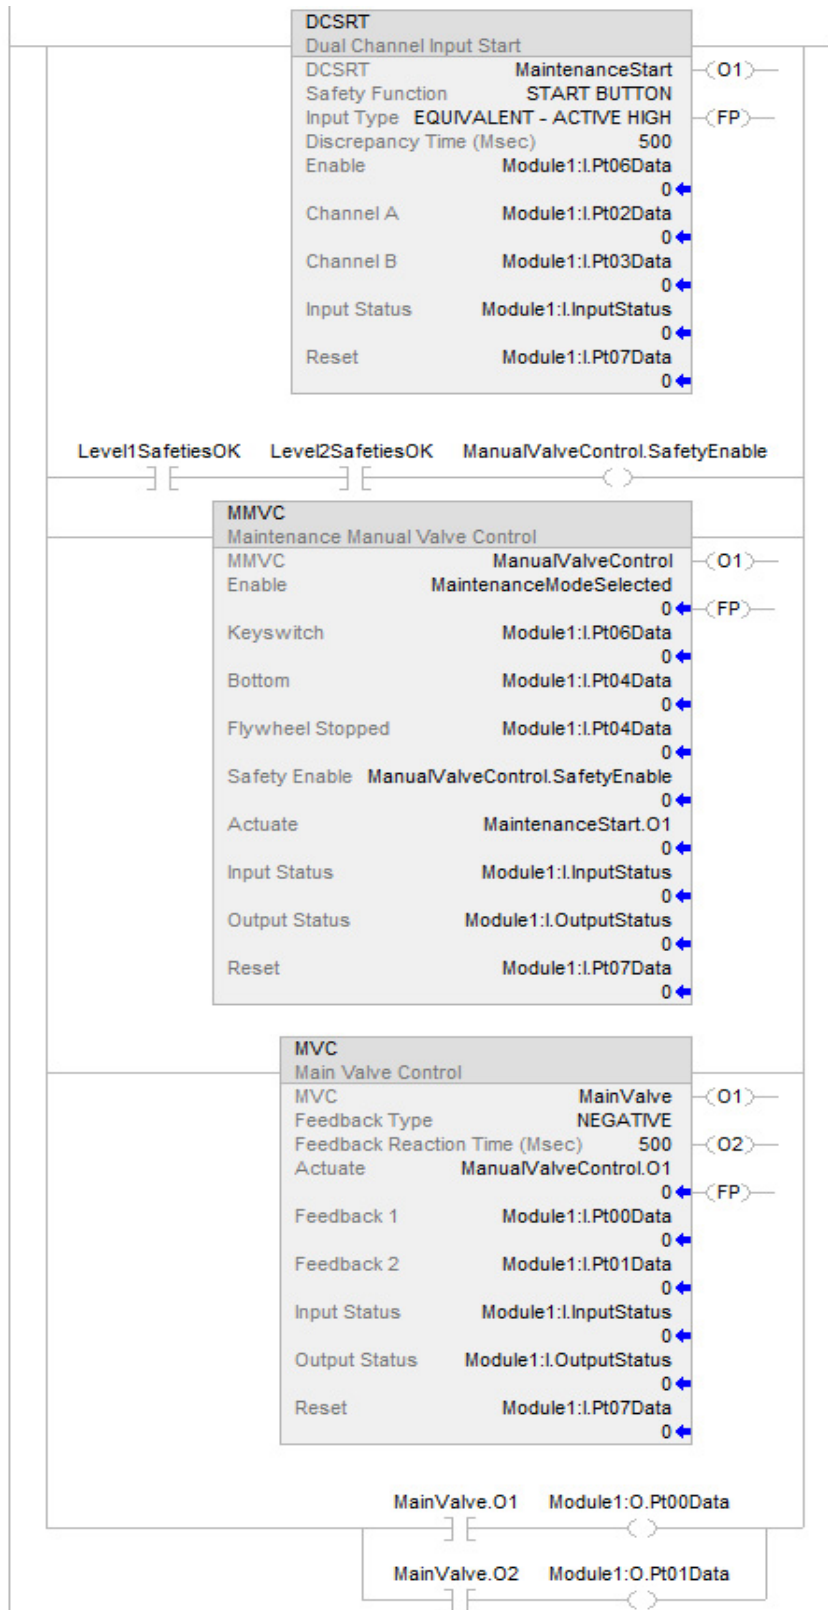 DCSRT
Dual Channel Input Start
DCSRT MaintenanceStart O1
Safety Function START BUTTON
Input Type EQUIVALENT - ACTIVE HIGH FP
Discrepancy Time (Msec) 500
Enable Module1:I.Pt06Data
0
Channel A Module1:I.Pt02Data
0
Channel B Module1:I.Pt03Data
0
Input Status Module1:I.InputStatus
0
Reset Module1:I.Pt07Data
0
Level1SafetiesOK Level2SafetiesOK ManualValveControl.SafetyEnable
MMVC
Maintenance Manual Valve Control
MMVC ManualValveControl O1
Enable MaintenanceModeSelected
0 FP
Keyswitch Module1:I.Pt06Data
0
Bottom Module1:I.Pt04Data
0
Flywheel Stopped Module1:I.Pt04Data
0
Safety Enable ManualValveControl.SafetyEnable
0
Actuate MaintenanceStart.O1
0
Input Status Module1:I.InputStatus
0
Output Status Module1:I.OutputStatus
0
Reset Module1:I.Pt07Data
0
MVC
Main Valve Control
MVC MainValve O1
Feedback Type NEGATIVE
Feedback Reaction Time (Msec) 500 O2
Actuate ManualValveControl.O1
0 FP
Feedback 1 Module1:I.Pt00Data
0
Feedback 2 Module1:I.Pt01Data
0
Input Status Module1:I.InputStatus
0
Output Status Module1:I.OutputStatus
0
Reset Module1:I.Pt07Data
0
MainValve.O1 Module1:O.Pt00Data
MainValve.O2 Module1:O.Pt01Data